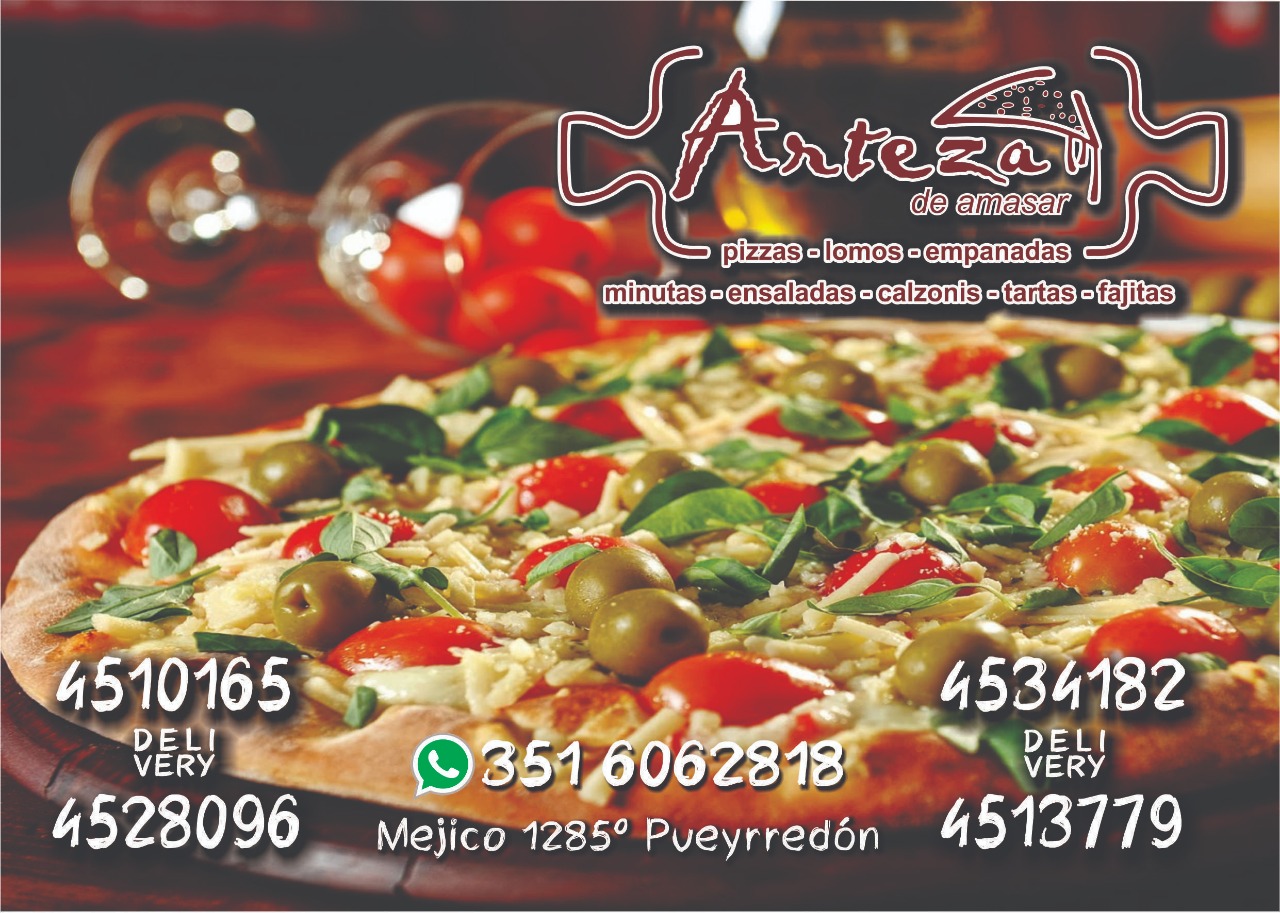 Arteza
de amasar
pizzas - lomos - empanadas
minutas - ensaladas - calzonis - tartas - fajitas
4510165
DELI
VERY
4528096
351 6062818
Mejico 1285º Pueyrredón
4534182
DELI
VERY
4513779